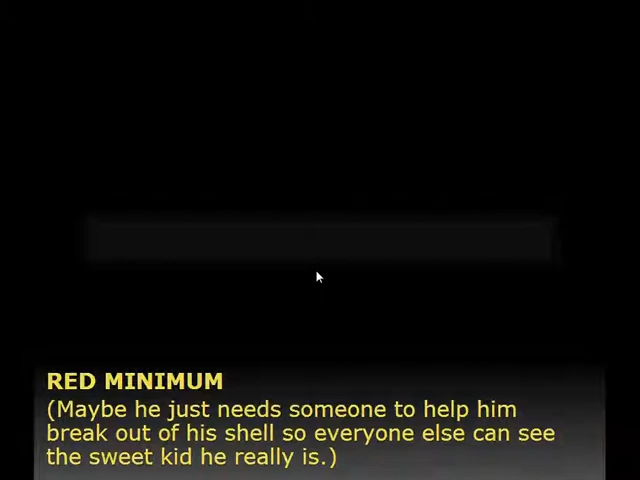 RED MINIMUM
(Maybe he just needs someone to help him
break out of his shell so everyone else can see
the sweet kid he really is.)